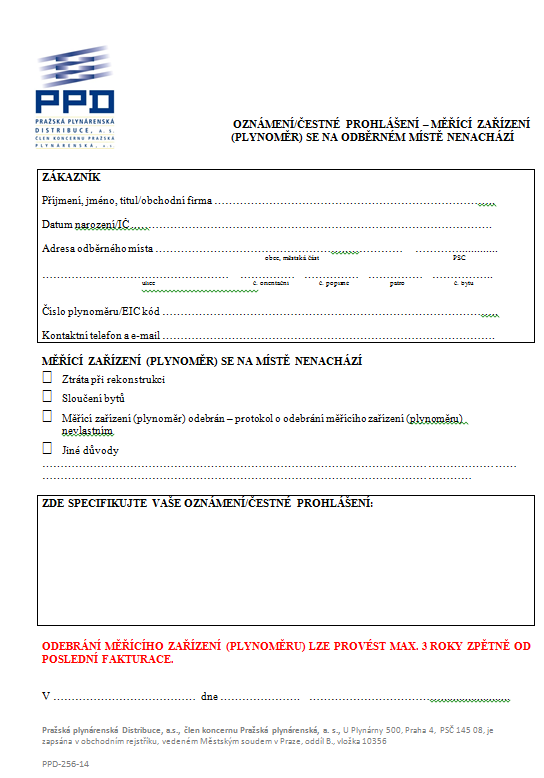 PPD
PRAŽSKÁ PLYNÁRENSKÁ
DISTRIBUCE, a. s.
ČLEN KONCERNU PRAŽSKÁ
PLYNÁRENSKÁ, a.s.
OZNÁMENÍ/ČESTNÉ PROHLÁŠENÍ – MĚŘÍCÍ ZAŘÍZENÍ
(PLYNOMĚR) SE NA ODBĚRNÉM MÍSTĚ NENACHÁZÍ
ZÁKAZNÍK
Příjmení, jméno, titul/obchodní firma ……………………………………………………………
Datum narození/IČ……………………………………………………………………………….
Adresa odběrného místa ……………………………………………………… ……………………
obec, městská část PSČ
…………………………………………… ……………… ……………… ……………… ………………
ulice č. orientační č. popisné patro č. bytu
Číslo plynoměru/EIC kód ………………………………………………………………………
Kontaktní telefon a e-mail ……………………………………………………………………….
MĚŘÍCÍ ZAŘÍZENÍ (PLYNOMĚR) SE NA MÍSTĚ NENACHÁZÍ
☐ Ztráta při rekonstrukci
☐ Sloučení bytů
☐ Měřicí zařízení (plynoměr) odebrán – protokol o odebrání měřicího zařízení (plynoměru)
nevlastním
☐ Jiné důvody
……………………………………………………………………………………………………
……………………………………………………………………………………………
ZDE SPECIFIKUJTE VAŠE OZNÁMENÍ/ČESTNÉ PROHLÁŠENÍ:
ODEBRÁNÍ MĚŘÍCÍHO ZAŘÍZENÍ (PLYNOMĚRU) LZE PROVÉST MAX. 3 ROKY ZPĚTNĚ OD
POSLEDNÍ FAKTURACE.
V ………………………………… dne …………………. ………………………………………………
Pražská plynárenská Distribuce, a.s., člen koncernu Pražská plynárenská, a. s., U Plynárny 500, Praha 4, PSČ 145 08, je
zapsána v obchodním rejstříku, vedeném Městským soudem v Praze, oddíl B., vložka 10356
PPD-256-14